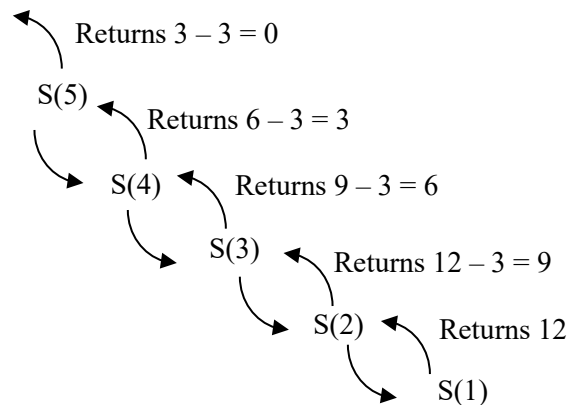 Returns 3 – 3 = 0
S(5)
Returns 6 – 3 = 3
S(4)
Returns 9 – 3 = 6
S(3)
Returns 12 – 3 = 9
S(2)
Returns 12
S(1)